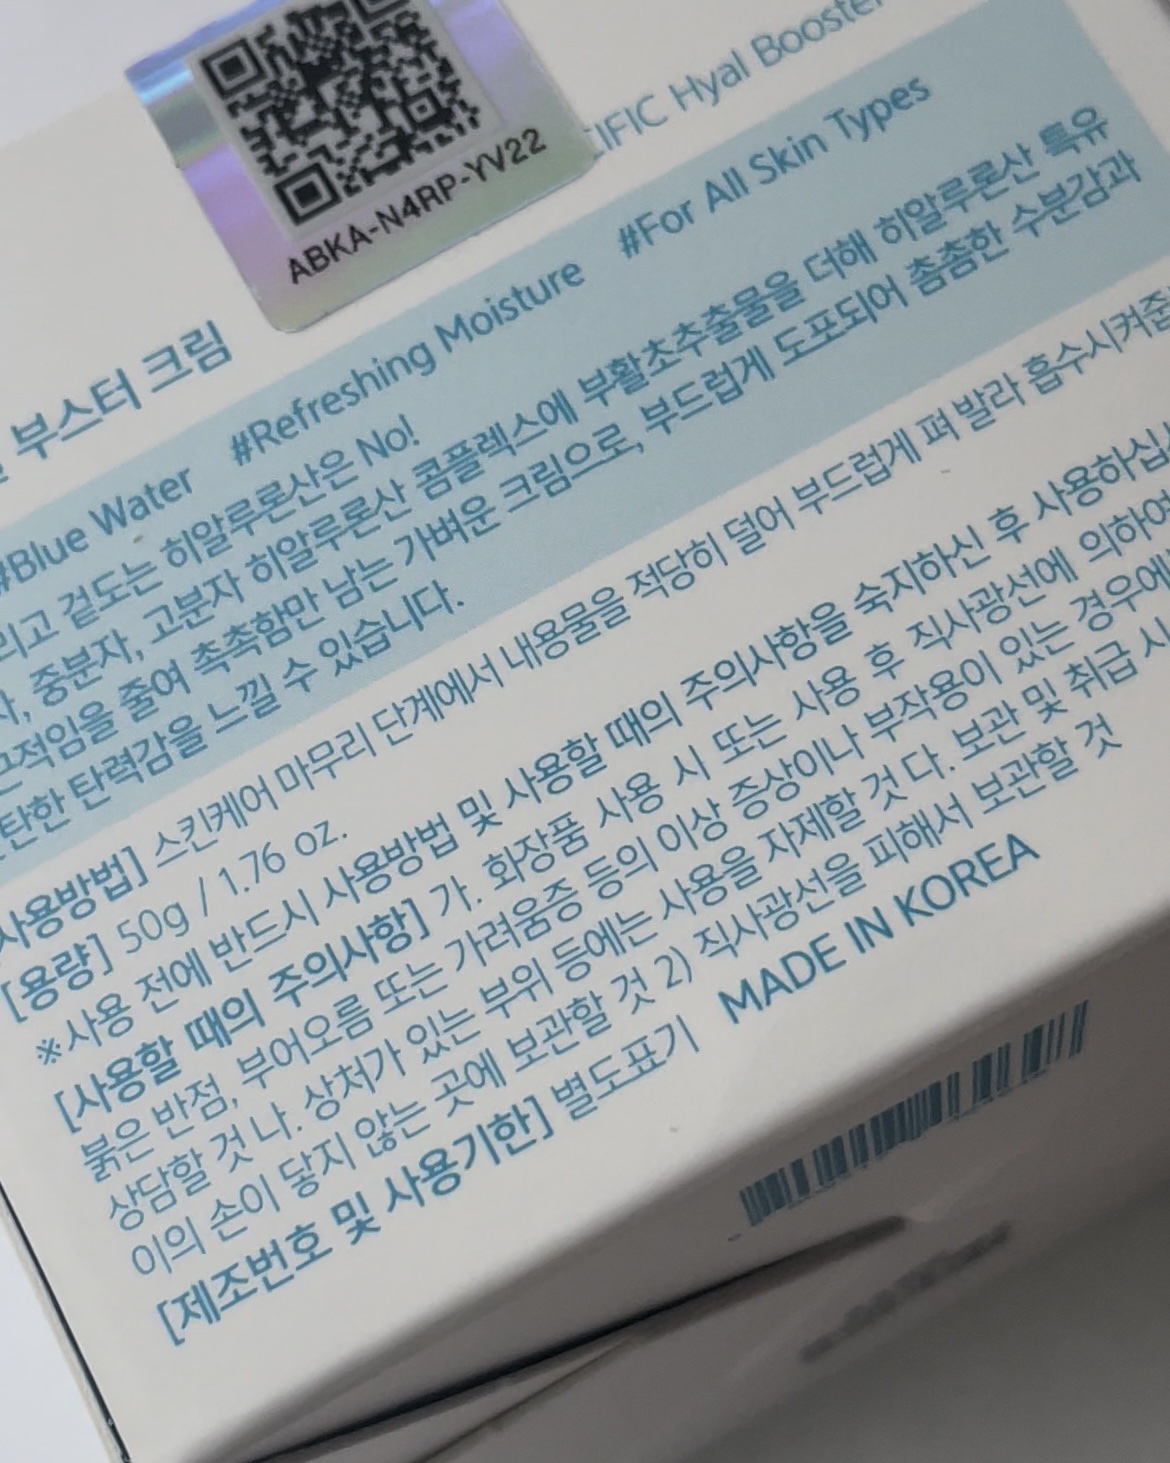 ABKA-N4RP-YV22
IFIC Hyal Booster
부스터 크림
#Blue Water #Refreshing Moisture #For All Skin Types
리고 겉도는 히알루론산은 No!
자, 중분자, 고분자 히알루론산 콤플렉스에 부활초추출물을 더해 히알루론산 특유
끈적임을 줄여 촉촉함만 남는 가벼운 크림으로, 부드럽게 도포되어 촘촘한 수분감과
탄탄한 탄력감을 느낄 수 있습니다.
[사용방법] 스킨케어 마무리 단계에서 내용물을 적당히 덜어 부드럽게 펴 발라 흡수시켜줍
[용량] 50g / 1.76 oz.
※사용 전에 반드시 사용방법 및 사용할 때의 주의사항을 숙지하신 후 사용하십
[사용할 때의 주의사항] 가. 화장품 사용 시 또는 사용 후 직사광선에 의하여
붉은 반점, 부어오름 또는 가려움증 등의 이상 증상이나 부작용이 있는 경우에
상담할 것 나. 상처가 있는 부위 등에는 사용을 자제할 것 다. 보관 및 취급 시
이의 손이 닿지 않는 곳에 보관할 것 2) 직사광선을 피해서 보관할 것
[제조번호 및 사용기한] 별도표기 MADE IN KOREA